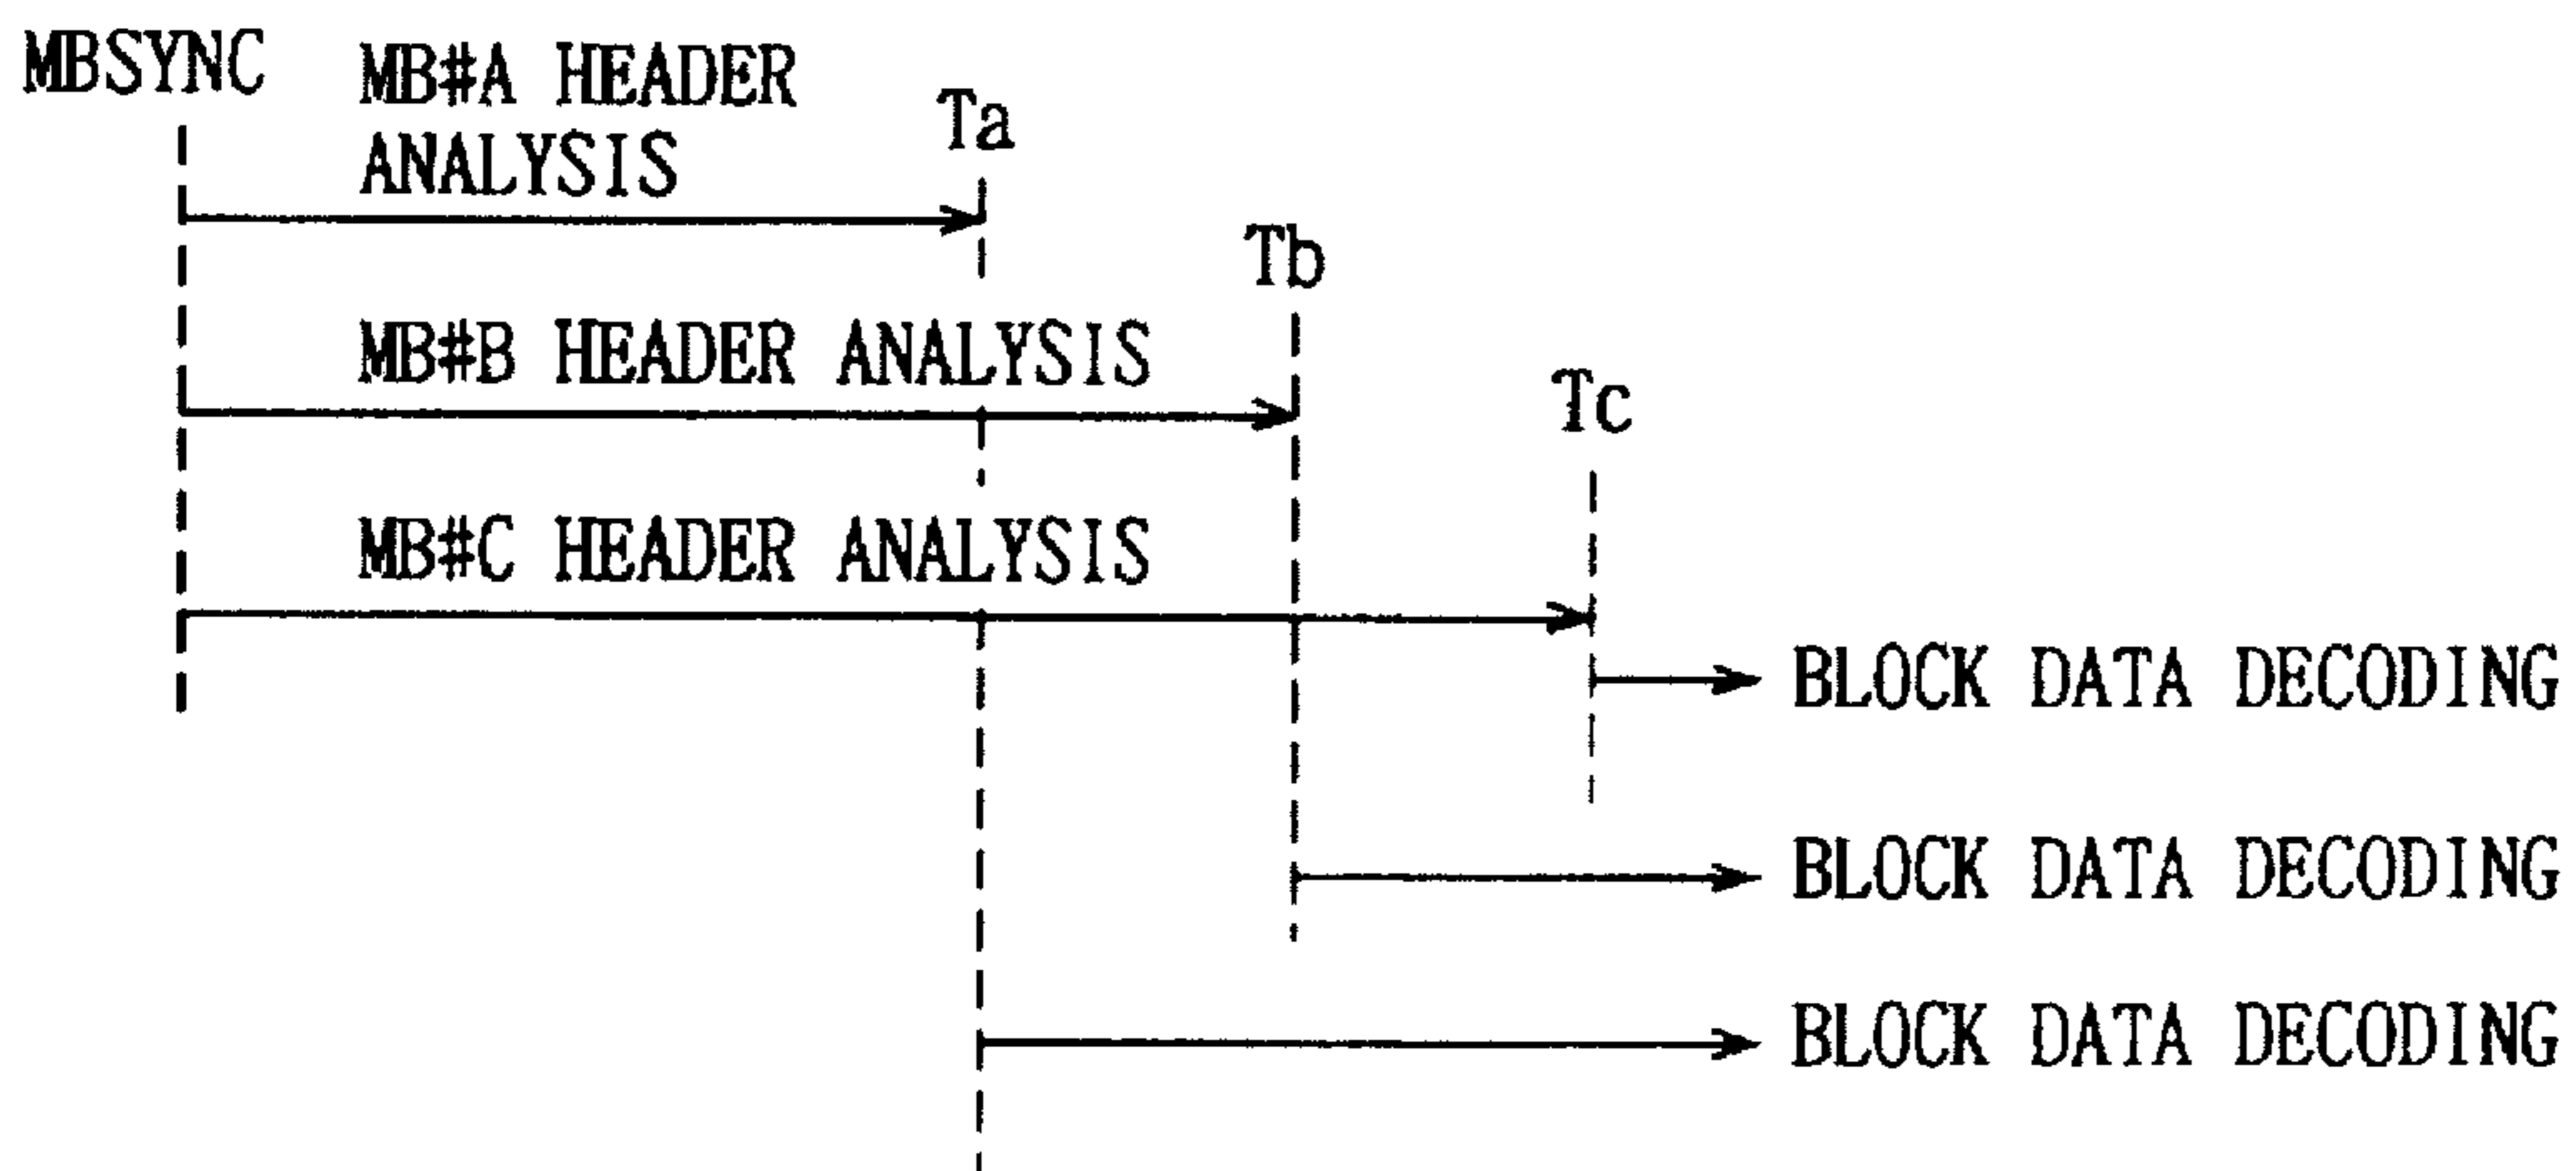 MBSYNC
MB#A HEADER
ANALYSIS
Ta
Tb
MB#B HEADER ANALYSIS
Tc
MB#C HEADER ANALYSIS
BLOCK DATA DECODING
BLOCK DATA DECODING
BLOCK DATA DECODING